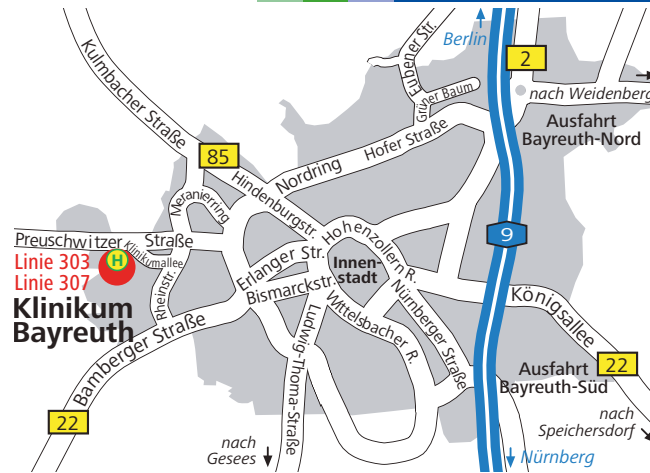 Berlin
2
nach Weidenberg
Ausfahrt
Bayreuth-Nord
Kulmbacher Straße
Eubener Str.
Grüner Baum
Hofer Straße
Nordring
85
Hindenburgstr.
Meranierring
Preuschwitzer Straße
Klinikumallee
H
Linie 303
Linie 307
Klinikum
Bayreuth
Rheinstr.
Hohenzollern R.
Innen-
stadt
9
Erlanger Str.
Bismarckstr.
Bamberger Straße
Ludwig-Thoma-Straße
Wittelsbacher R.
Nürnberger Straße
Königsallee
Ausfahrt
Bayreuth-Süd
22
22
nach
Speichersdorf
nach
Gesees
Nürnberg